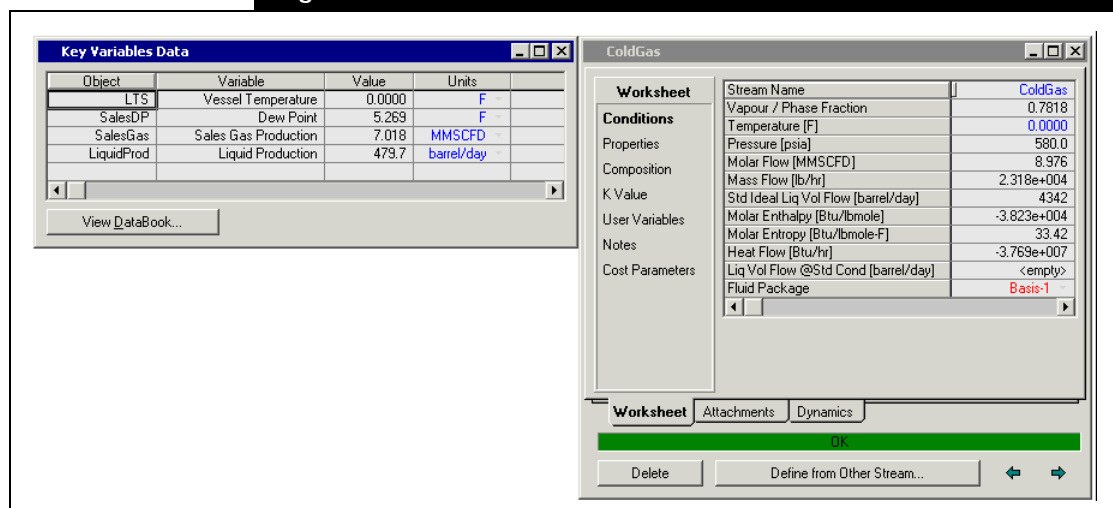 Key Variables Data
Object Variable Value Units
LTS Vessel Temperature 0.0000 F
SalesDP Dew Point 5.269 F
SalesGas Sales Gas Production 7.018 MMSCFD
LiquidProd Liquid Production 479.7 barrel/day
View DataBook...
ColdGas
Worksheet
Conditions
Properties
Composition
K Value
User Variables
Notes
Cost Parameters
Stream Name ColdGas
Vapour / Phase Fraction 0.7818
Temperature [F] 0.0000
Pressure [psia] 580.0
Molar Flow [MMSCFD] 8.976
Mass Flow [lb/hr] 2.318e+004
Std Ideal Liq Vol Flow [barrel/day] 4342
Molar Enthalpy [Btu/lbmole] -3.823e+004
Molar Entropy [Btu/lbmole-F] 33.42
Heat Flow [Btu/hr] -3.769e+007
Liq Vol Flow @Std Cond [barrel/day] <empty>
Fluid Package Basis-1
Worksheet Attachments Dynamics
OK
Delete Define from Other Stream...